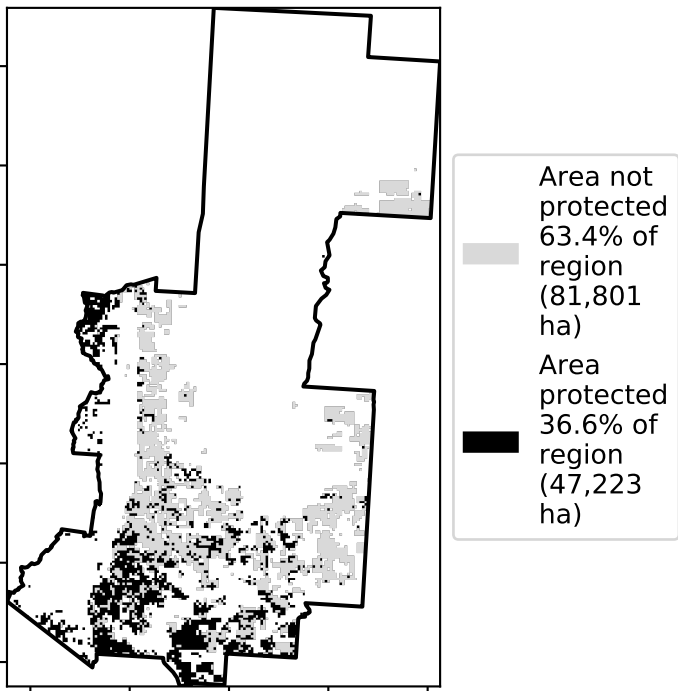 Area not
protected
63.4% of
region
(81,801
ha)
Area
protected
36.6% of
region
(47,223
ha)